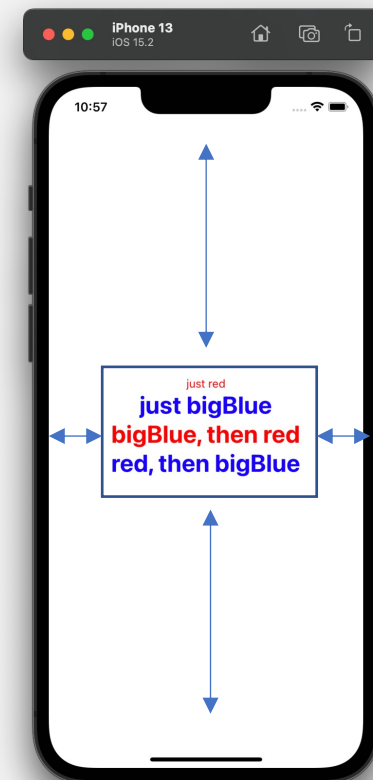 iPhone 13
iOS 15.2
10:57
just red
just bigBlue
bigBlue, then red
red, then bigBlue